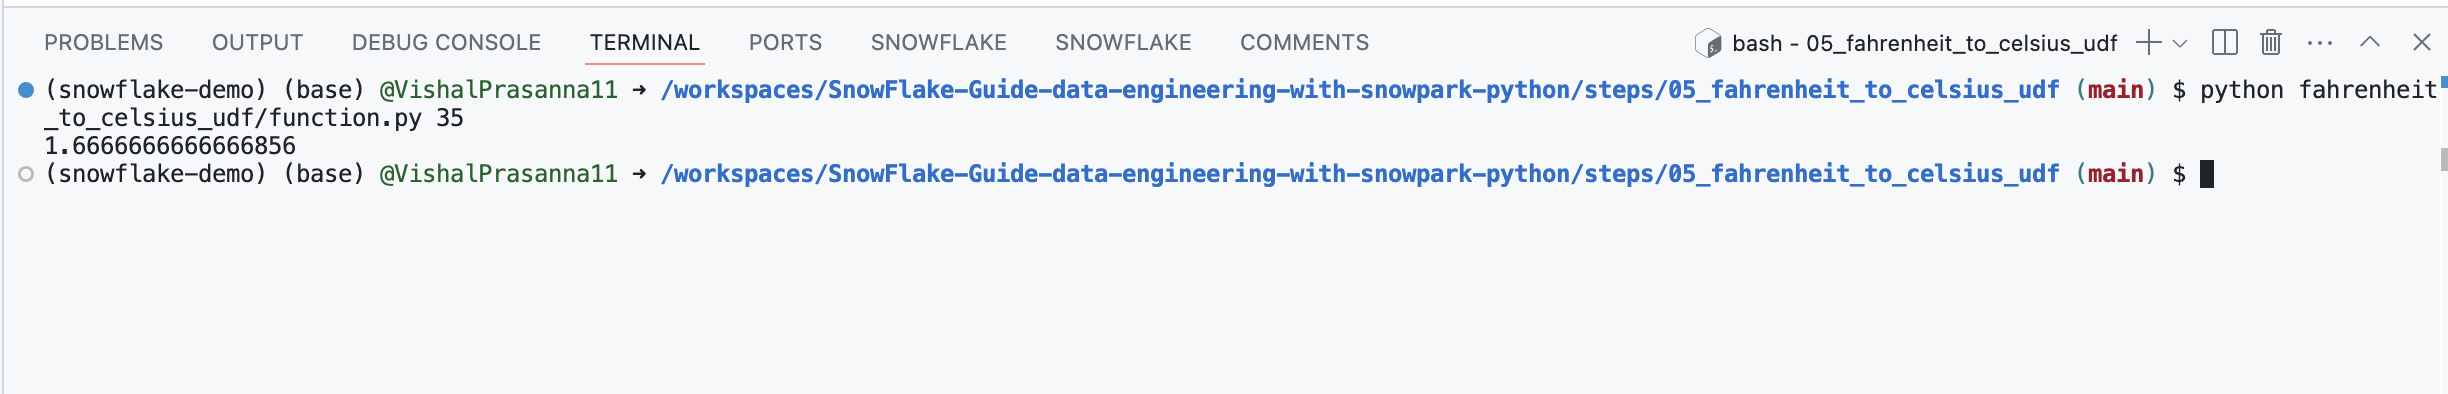 PROBLEMS OUTPUT DEBUG CONSOLE TERMINAL PORTS SNOWFLAKE SNOWFLAKE COMMENTS bash - 05_fahrenheit_to_celsius_udf
(snowflake-demo) (base) @VishalPrasanna11 ➜ /workspaces/SnowFlake-Guide-data-engineering-with-snowpark-python/steps/05_fahrenheit_to_celsius_udf (main) $ python fahrenheit
_to_celsius_udf/function.py 35
1.6666666666666856
(snowflake-demo) (base) @VishalPrasanna11 ➜ /workspaces/SnowFlake-Guide-data-engineering-with-snowpark-python/steps/05_fahrenheit_to_celsius_udf (main) $